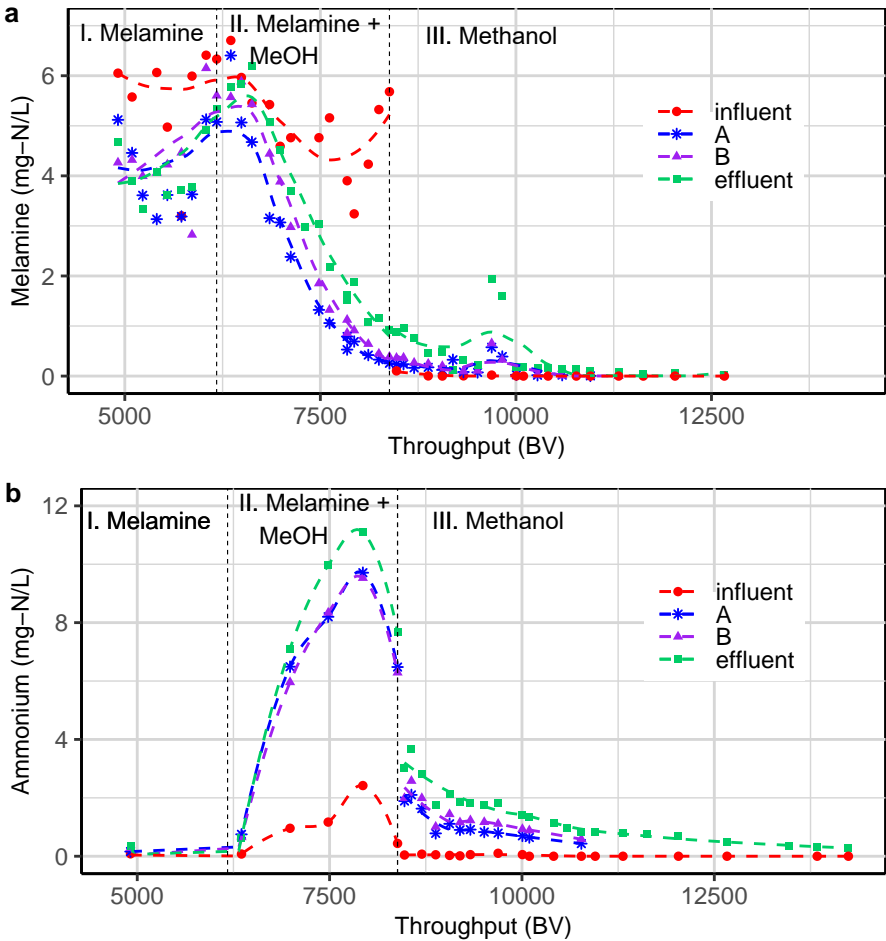 a
I. Melamine
II. Melamine +
MeOH
III. Methanol
influent
A
B
effluent
6
4
2
0
Melamine (mg–N/L)
5000
7500
10000
12500
Throughput (BV)
b
I. Melamine
II. Melamine +
MeOH
III. Methanol
influent
A
B
effluent
12
8
4
0
Ammonium (mg–N/L)
5000
7500
10000
12500
Throughput (BV)